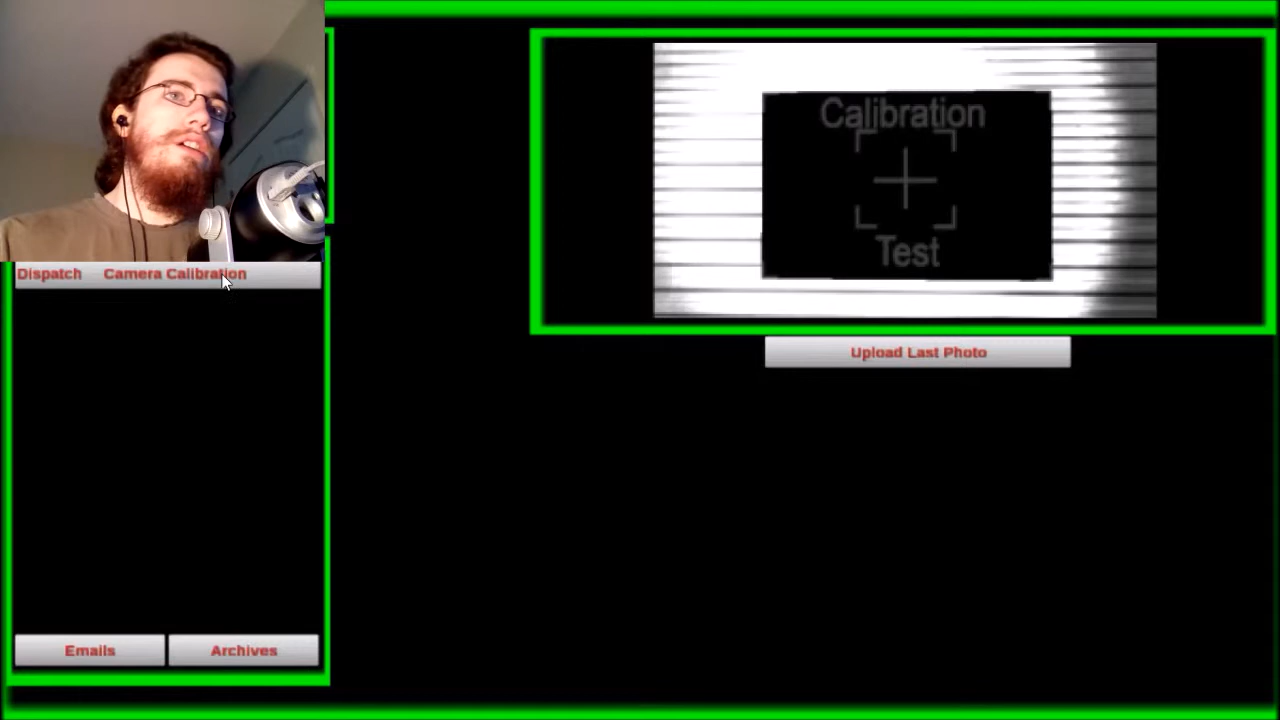 Calibration
Test
Dispatch Camera Calibration
Upload Last Photo
Emails Archives